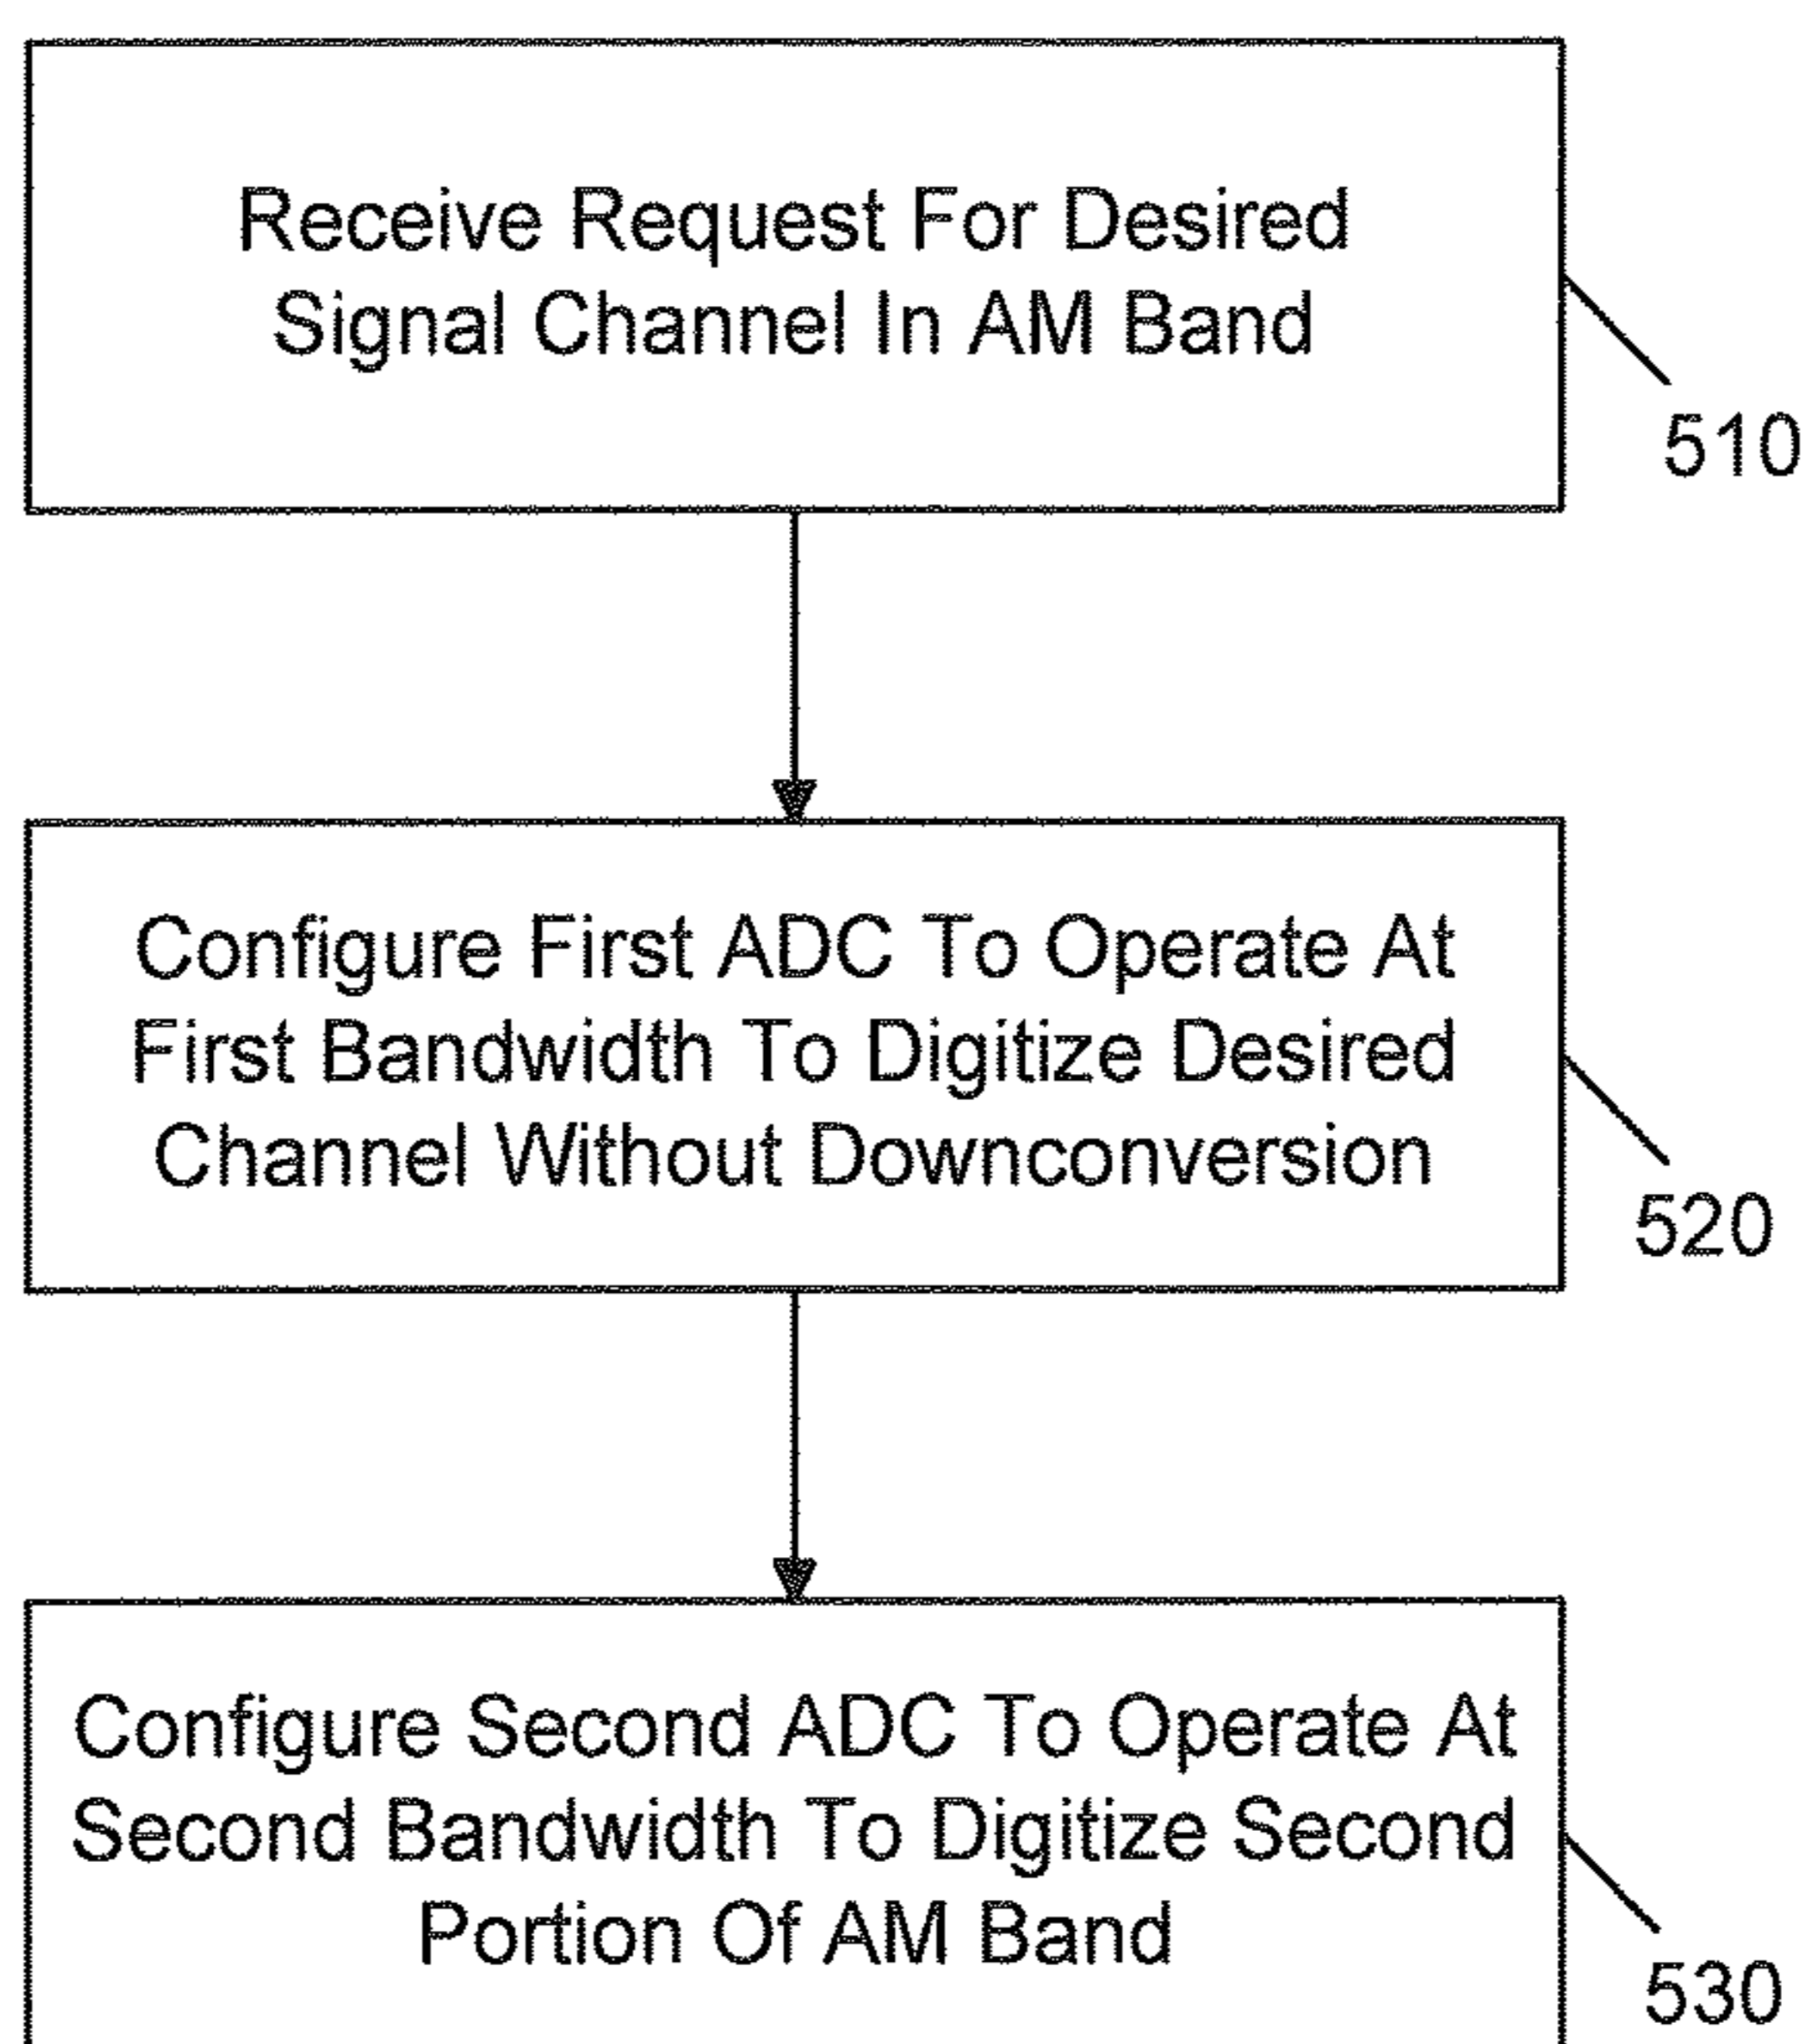 Receive Request For Desired
Signal Channel In AM Band
510
Configure First ADC To Operate At
First Bandwidth To Digitize Desired
Channel Without Downconversion
520
Configure Second ADC To Operate At
Second Bandwidth To Digitize Second
Portion Of AM Band
530